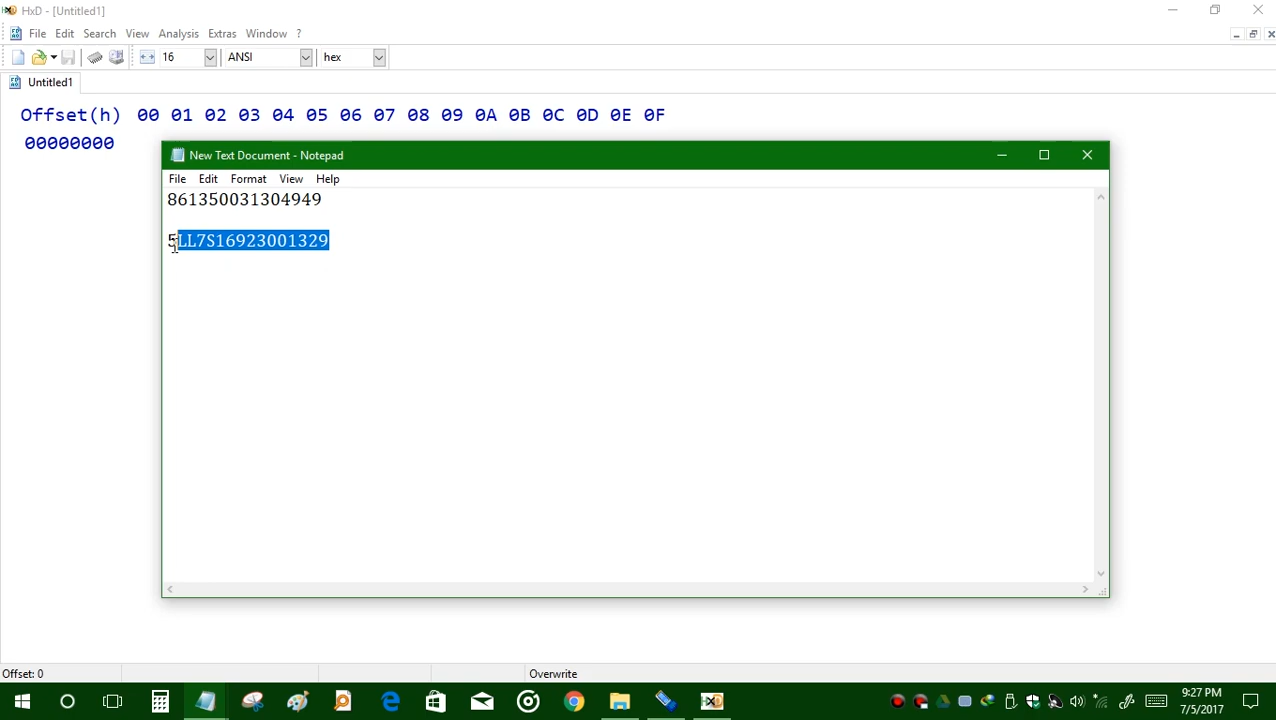 HxD - [Untitled1]
File Edit Search View Analysis Extras Window ?
16 ANSI hex
Untitled1
Offset(h) 00 01 02 03 04 05 06 07 08 09 0A 0B 0C 0D 0E 0F
00000000
New Text Document - Notepad
File Edit Format View Help
861350031304949
5LL7S16923001329
Offset: 0 Overwrite
9:27 PM
7/5/2017